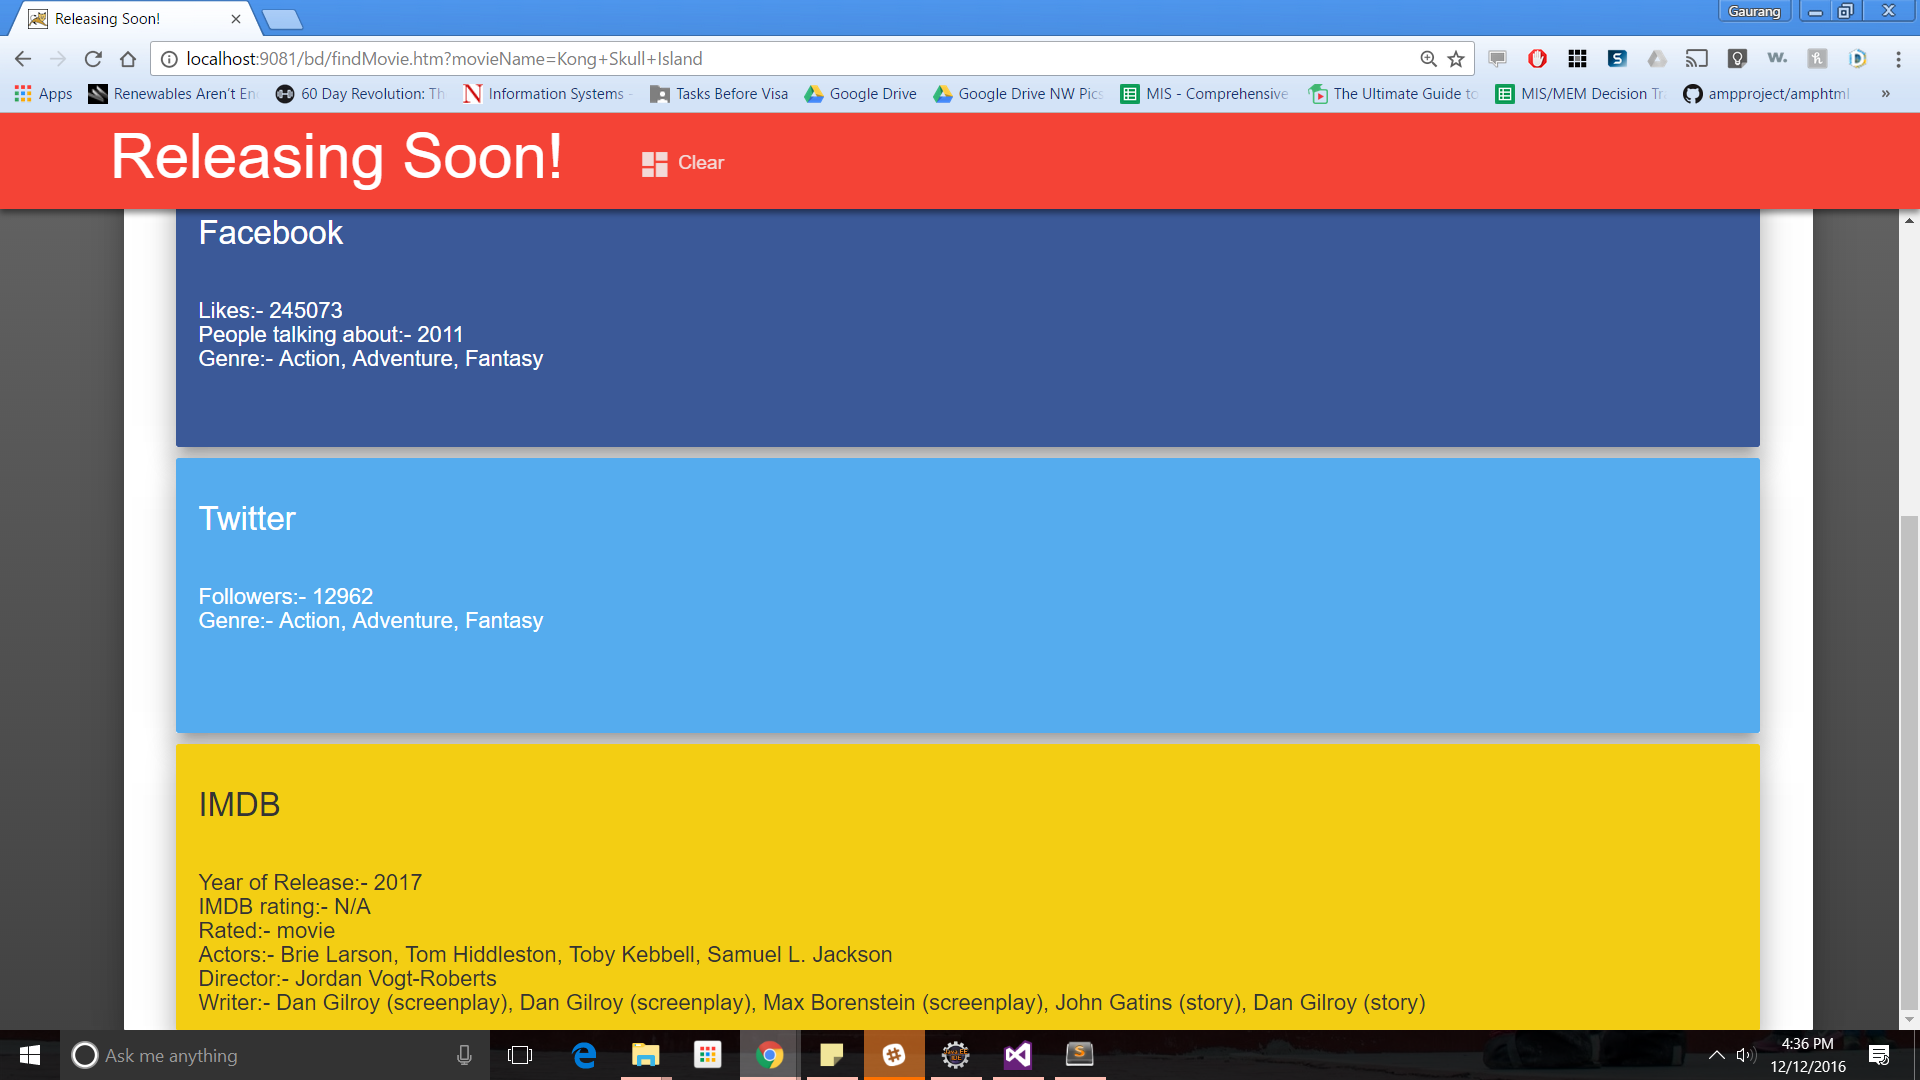 Releasing Soon!
Gaurang
localhost:9081/bd/findMovie.htm?movieName=Kong+Skull+Island
Apps
Renewables Aren't En
60 Day Revolution: Th
Information Systems -
Tasks Before Visa
Google Drive
Google Drive NW Pics
MIS - Comprehensive
The Ultimate Guide to
MIS/MEM Decision Tra
ampproject/amphtml
»
Releasing Soon!
Clear
Facebook
Likes:- 245073
People talking about:- 2011
Genre:- Action, Adventure, Fantasy
Twitter
Followers:- 12962
Genre:- Action, Adventure, Fantasy
IMDB
Year of Release:- 2017
IMDB rating:- N/A
Rated:- movie
Actors:- Brie Larson, Tom Hiddleston, Toby Kebbell, Samuel L. Jackson
Director:- Jordan Vogt-Roberts
Writer:- Dan Gilroy (screenplay), Dan Gilroy (screenplay), Max Borenstein (screenplay), John Gatins (story), Dan Gilroy (story)
Ask me anything
4:36 PM
12/12/2016